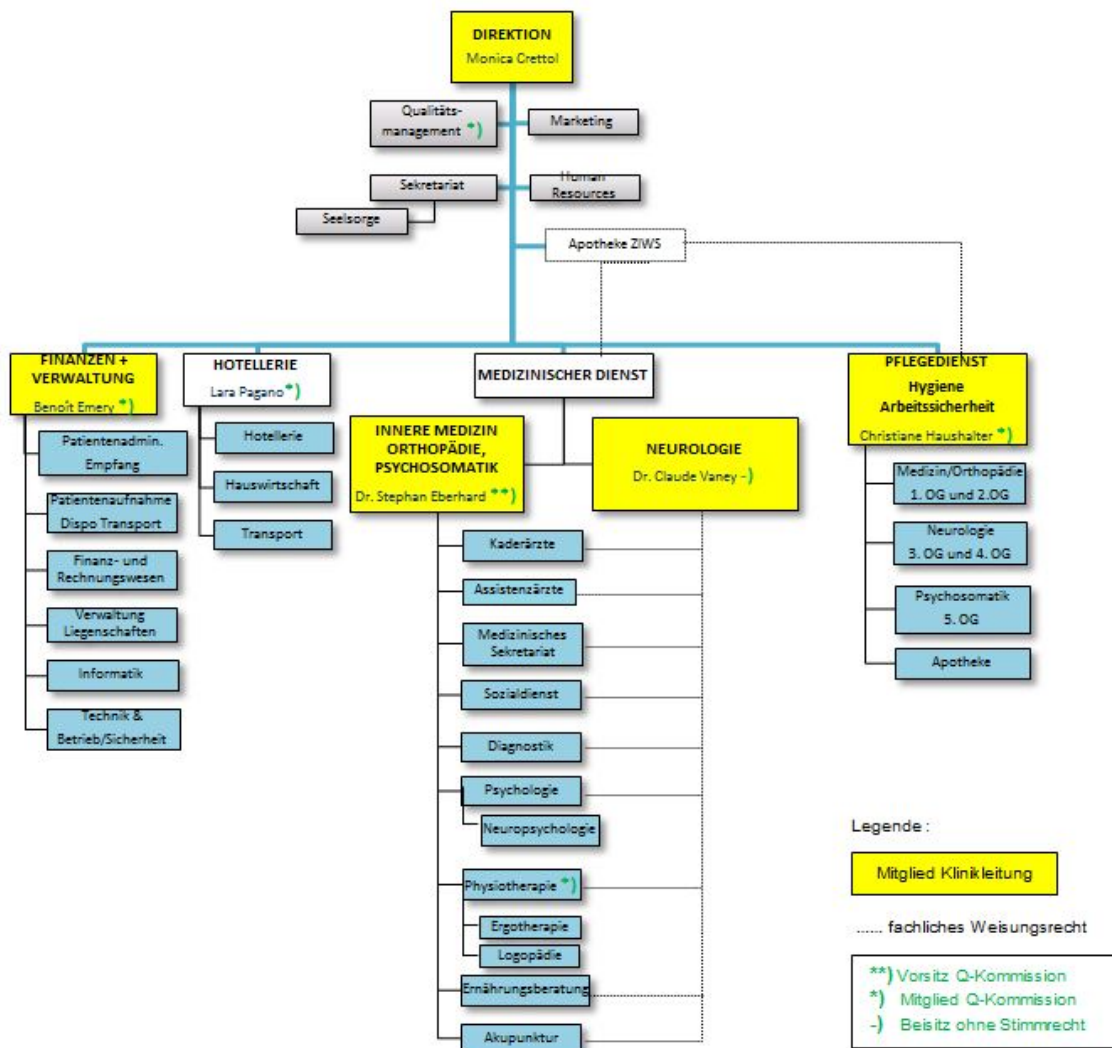 DIREKTION
Monica Crettol
Qualitäts-
management *)
Marketing
Sekretariat
Human
Resources
Seelsorge
Apotheke ZIWS
FINANZEN +
VERWALTUNG
Benoît Emery *)
HOTELLERIE
Lara Pagano *)
MEDIZINISCHER DIENST
PFLEGEDIENST
Hygiene
Arbeitssicherheit
Christiane Haushalter *)
Patientenadmin.
Empfang
Patientenaufnahme
Dispo Transport
Finanz- und
Rechnungswesen
Verwaltung
Liegenschaften
Informatik
Technik &
Betrieb/Sicherheit
Hotellerie
Hauswirtschaft
Transport
INNERE MEDIZIN
ORTHOPÄDIE,
PSYCHOSOMATIK
Dr. Stephan Eberhard **)
NEUROLOGIE
Dr. Claude Vaney -)
Kaderärzte
Assistenzärzte
Medizinisches
Sekretariat
Sozialdienst
Diagnostik
Psychologie
Neuropsychologie
Physiotherapie *)
Ergotherapie
Logopädie
Ernährungsberatung
Akupunktur
Medizin/Orthopädie
1. OG und 2.OG
Neurologie
3. OG und 4. OG
Psychosomatik
5. OG
Apotheke
Legende :
Mitglied Klinikleitung
...... fachliches Weisungsrecht
**) Vorsitz Q-Kommission
*) Mitglied Q-Kommission
-) Beisitz ohne Stimmrecht